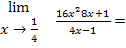 lim x → 1/4 (16x²8x+1)/(4x−1) =